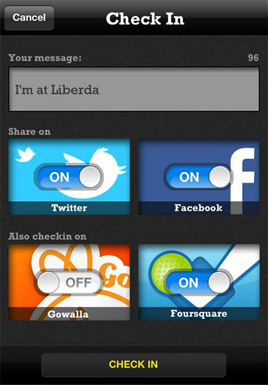 Cancel Check In
Your message: 96
I'm at Liberda
Share on
ON ON
Twitter Facebook
Also checkin on
Go
OFF ON
Gowalla Foursquare
CHECK IN